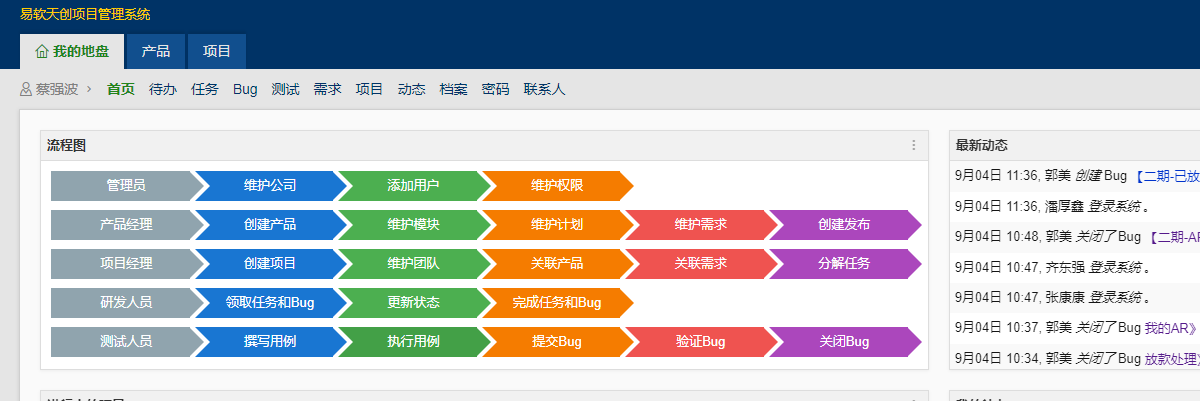 易软天创项目管理系统
我的地盘 产品 项目
蔡强波 › 首页 待办 任务 Bug 测试 需求 项目 动态 档案 密码 联系人
流程图
管理员 维护公司 添加用户 维护权限
产品经理 创建产品 维护模块 维护计划 维护需求 创建发布
项目经理 创建项目 维护团队 关联产品 关联需求 分解任务
研发人员 领取任务和Bug 更新状态 完成任务和Bug
测试人员 撰写用例 执行用例 提交Bug 验证Bug 关闭Bug
最新动态
9月04日 11:36, 郭美 创建 Bug 【二期-已放
9月04日 11:36, 潘厚鑫 登录系统 。
9月04日 10:48, 郭美 关闭了 Bug 【二期-AR
9月04日 10:47, 齐东强 登录系统 。
9月04日 10:47, 张康康 登录系统 。
9月04日 10:37, 郭美 关闭了 Bug 我的AR》
9月04日 10:34, 郭美 关闭了 Bug 放款处理》